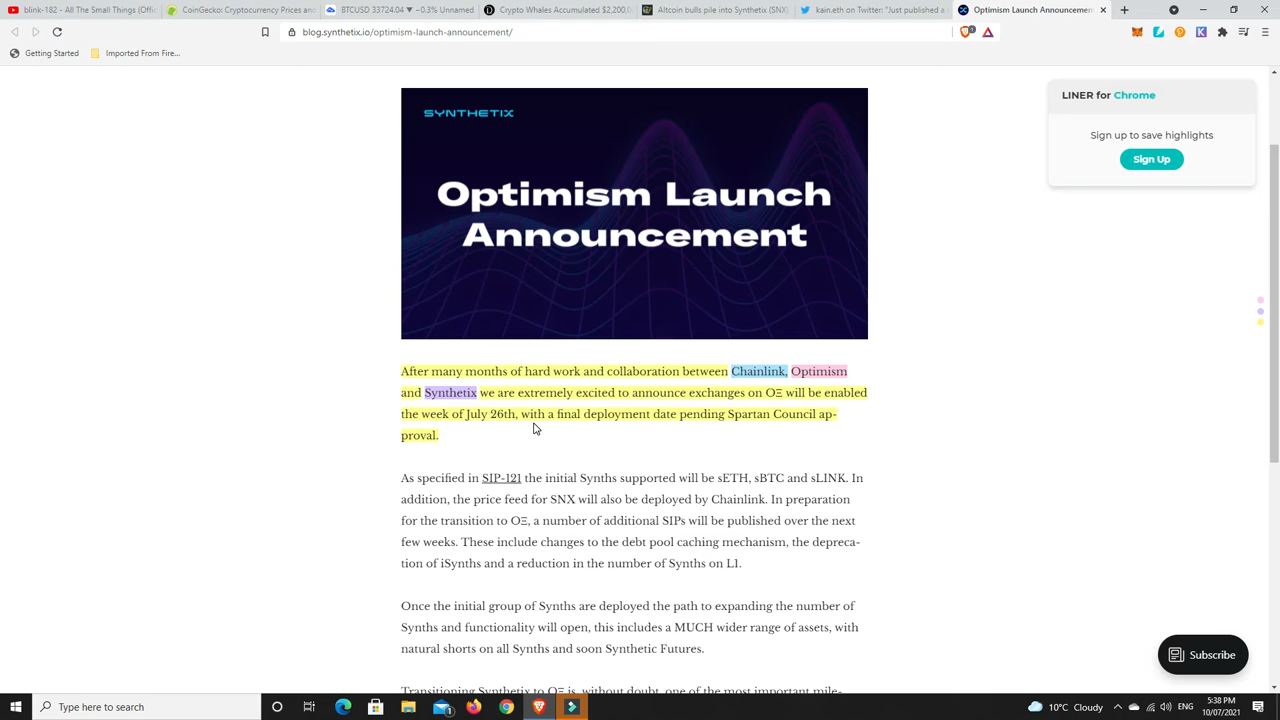 blink-182 - All The Small Things (Offi
CoinGecko: Cryptocurrency Prices an
BTCUSD 33724.04 ▼ −0.3% Unnamed
Crypto Whales Accumulated $2,200,0
Altcoin bulls pile into Synthetix (SNX),
kain.eth on Twitter: "Just published a
Optimism Launch Announcement
blog.synthetix.io/optimism-launch-announcement/
1
Getting Started
Imported From Fire...
LINER for Chrome
Sign up to save highlights
Sign Up
SYNTHETIX
Optimism Launch
Announcement
After many months of hard work and collaboration between Chainlink, Optimism
and Synthetix we are extremely excited to announce exchanges on OΞ will be enabled
the week of July 26th, with a final deployment date pending Spartan Council ap-
proval.
As specified in SIP-121 the initial Synths supported will be sETH, sBTC and sLINK. In
addition, the price feed for SNX will also be deployed by Chainlink. In preparation
for the transition to OΞ, a number of additional SIPs will be published over the next
few weeks. These include changes to the debt pool caching mechanism, the depreca-
tion of iSynths and a reduction in the number of Synths on L1.
Once the initial group of Synths are deployed the path to expanding the number of
Synths and functionality will open, this includes a MUCH wider range of assets, with
natural shorts on all Synths and soon Synthetic Futures.
Transitioning Synthetix to OΞ is, without doubt, one of the most important mile-
Subscribe
Type here to search
1
10°C Cloudy
ENG
5:38 PM
10/07/2021